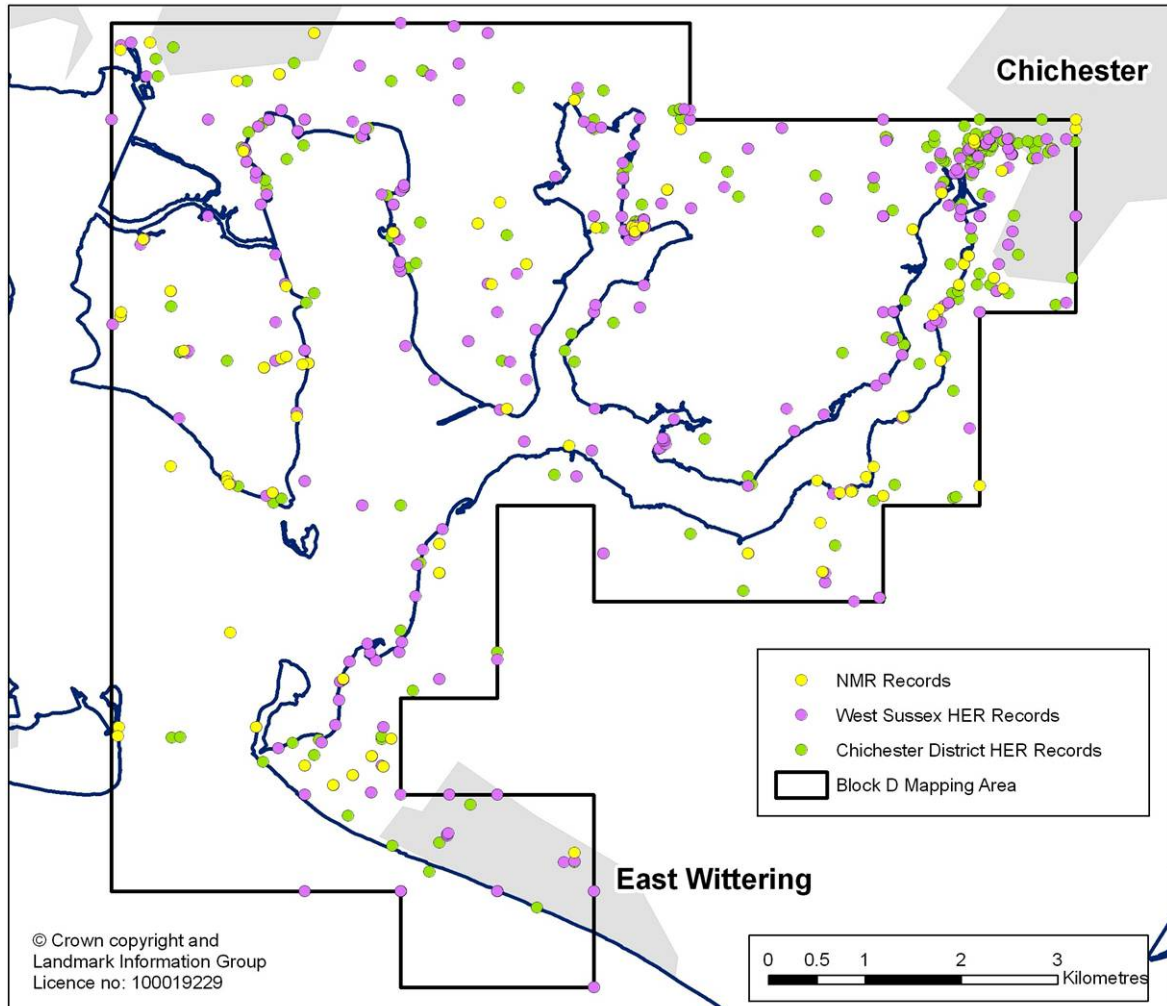 Chichester
NMR Records
West Sussex HER Records
Chichester District HER Records
Block D Mapping Area
East Wittering
© Crown copyright and
Landmark Information Group
Licence no: 100019229
0 0.5 1 2 3
Kilometres